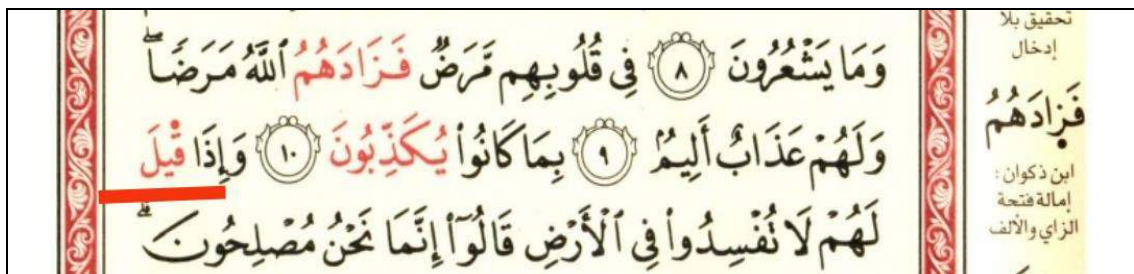 وَمَا يَشْعُرُونَ ٨ فِي قُلُوبِهِم مَّرَضٌ فَزَادَهُمُ ٱللَّهُ مَرَضًاۖ
وَلَهُمْ عَذَابٌ أَلِيمٌ ٩ بِمَا كَانُوا۟ يُكَذِّبُونَ ١٠ وَإِذَا قِيلَ
لَهُمْ لَا تُفْسِدُوا۟ فِي ٱلْأَرْضِ قَالُوٓا۟ إِنَّمَا نَحْنُ مُصْلِحُونَ
تحقيق بلا
إدخال
فَزَادَهُمُ
ابن ذكوان :
إمالة فتحة
الزاي والألف